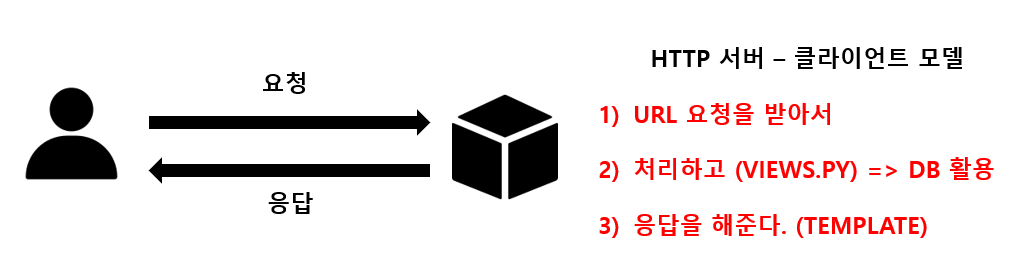 요청
응답
HTTP 서버 – 클라이언트 모델
1) URL 요청을 받아서
2) 처리하고 (VIEWS.PY) => DB 활용
3) 응답을 해준다. (TEMPLATE)